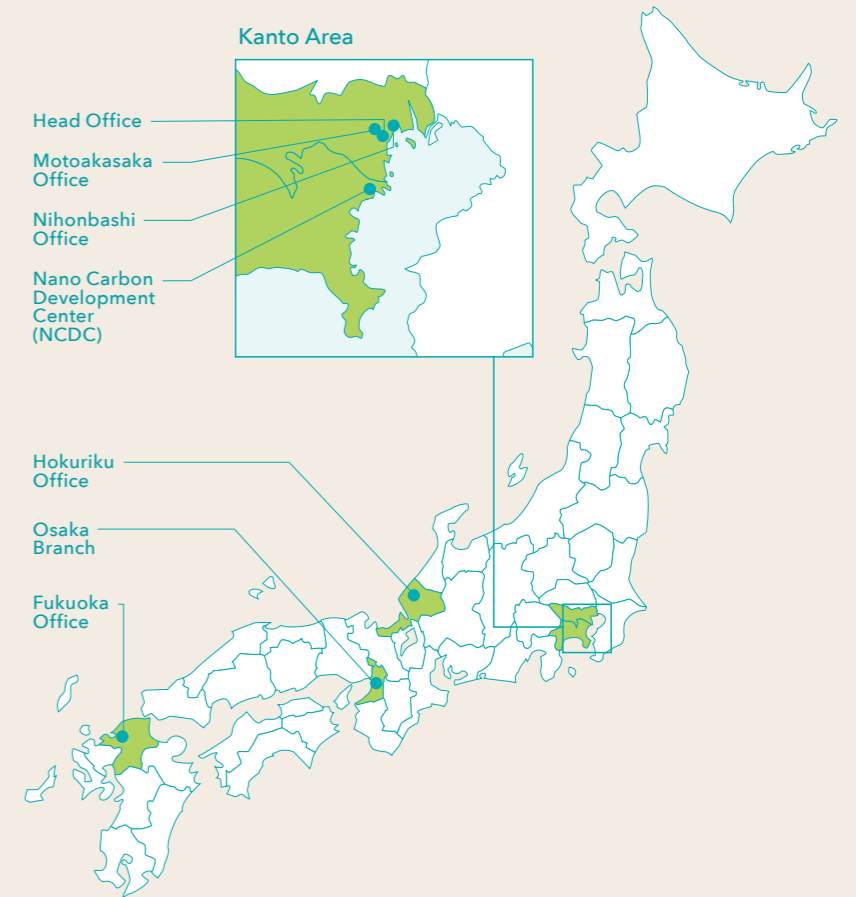 Kanto Area
Head Office
Motoakasaka
Office
Nihonbashi
Office
Nano Carbon
Development
Center
(NCDC)
Hokuriku
Office
Osaka
Branch
Fukuoka
Office